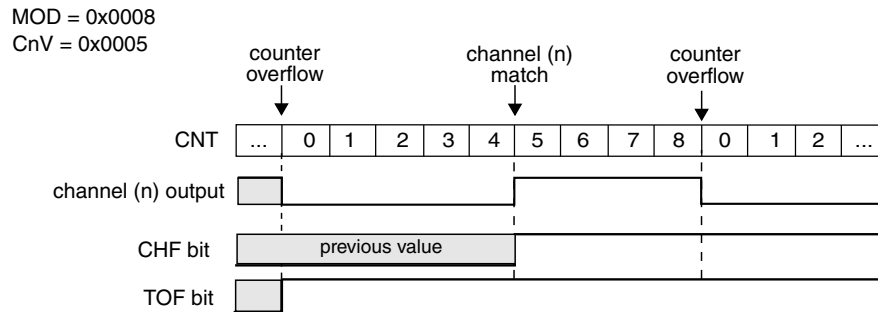 MOD = 0x0008
CnV = 0x0005
counter overflow
channel (n) match
counter overflow
CNT ... 0 1 2 3 4 5 6 7 8 0 1 2 ...
channel (n) output
CHF bit previous value
TOF bit